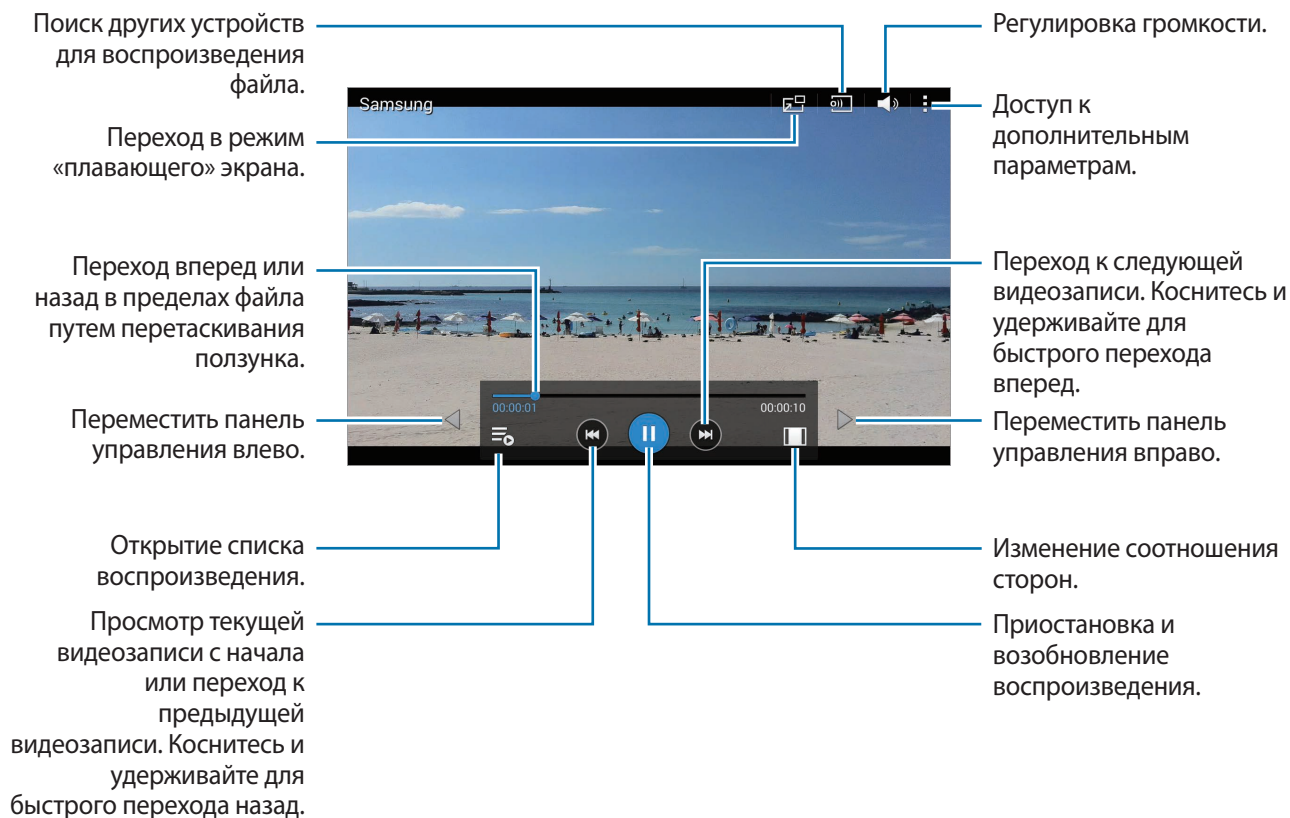 Поиск других устройств
для воспроизведения
файла.
Переход в режим
«плавающего» экрана.
Переход вперед или
назад в пределах файла
путем перетаскивания
ползунка.
Переместить панель
управления влево.
Открытие списка
воспроизведения.
Просмотр текущей
видеозаписи с начала
или переход к
предыдущей
видеозаписи. Коснитесь и
удерживайте для
быстрого перехода назад.
Samsung
00:00:01
00:00:10
Регулировка громкости.
Доступ к
дополнительным
параметрам.
Переход к следующей
видеозаписи. Коснитесь и
удерживайте для
быстрого перехода
вперед.
Переместить панель
управления вправо.
Изменение соотношения
сторон.
Приостановка и
возобновление
воспроизведения.